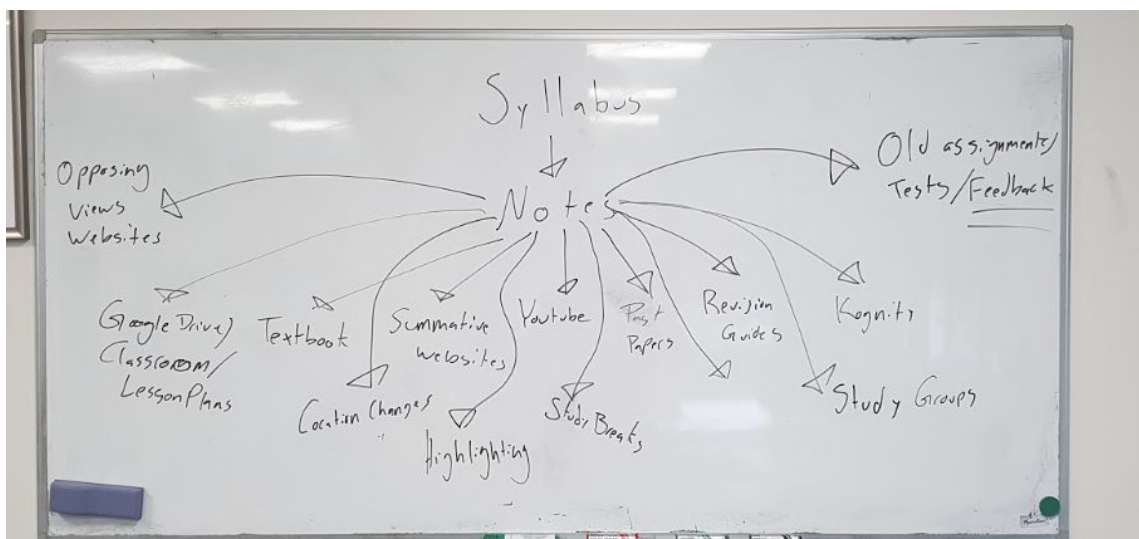 Syllabus
Notes
Opposing
Views
Websites
Google Drive/
Classroom/
Lesson Plans
Textbook
Location Changes
Summative
Websites
Highlighting
Youtube
Study Breaks
Past
Papers
Revision
Guides
Study Groups
Kognity
Old assignments/
Tests/Feedback